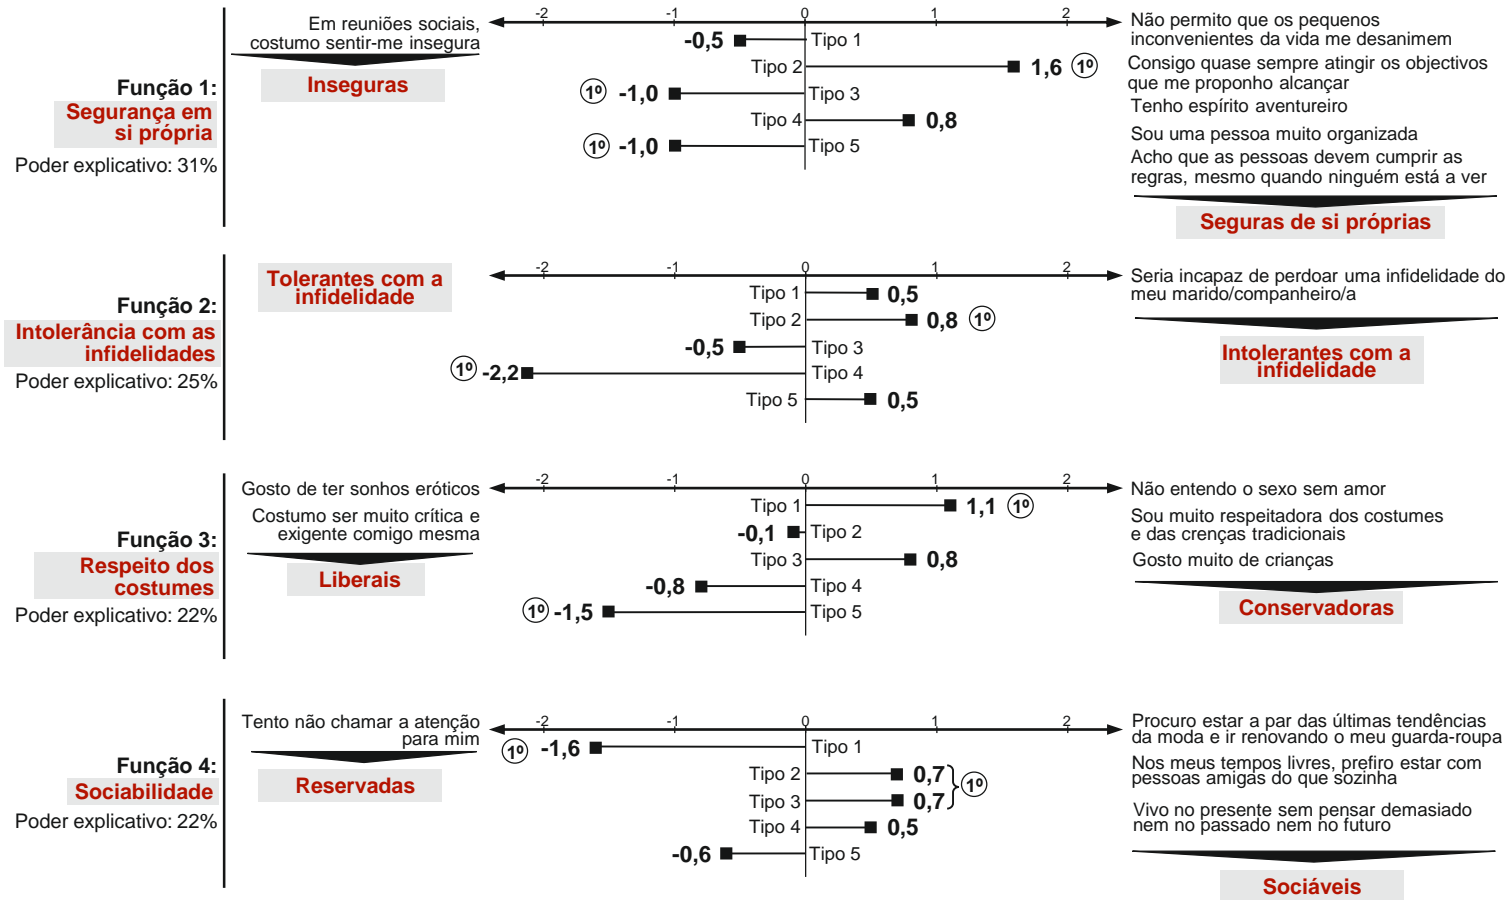 Função 1:
Segurança em
si própria
Poder explicativo: 31%
Em reuniões sociais,
costumo sentir-me insegura
Inseguras
-2 -1 0 1 2
-0,5 Tipo 1
Tipo 2 1,6 1º
1º -1,0 Tipo 3
Tipo 4 0,8
1º -1,0 Tipo 5
Não permito que os pequenos
inconvenientes da vida me desanimem
Consigo quase sempre atingir os objectivos
que me proponho alcançar
Tenho espírito aventureiro
Sou uma pessoa muito organizada
Acho que as pessoas devem cumprir as
regras, mesmo quando ninguém está a ver
Seguras de si próprias
Função 2:
Intolerância com as
infidelidades
Poder explicativo: 25%
Tolerantes com a
infidelidade
-2 -1 0 1 2
Tipo 1 0,5
Tipo 2 0,8 1º
-0,5 Tipo 3
1º -2,2 Tipo 4
Tipo 5 0,5
Seria incapaz de perdoar uma infidelidade do
meu marido/companheiro/a
Intolerantes com a
infidelidade
Função 3:
Respeito dos
costumes
Poder explicativo: 22%
Gosto de ter sonhos eróticos
Costumo ser muito crítica e
exigente comigo mesma
Liberais
-2 -1 0 1 2
Tipo 1 1,1 1º
-0,1 Tipo 2
Tipo 3 0,8
-0,8 Tipo 4
1º -1,5 Tipo 5
Não entendo o sexo sem amor
Sou muito respeitadora dos costumes
e das crenças tradicionais
Gosto muito de crianças
Conservadoras
Função 4:
Sociabilidade
Poder explicativo: 22%
Tento não chamar a atenção
para mim
Reservadas
-2 -1 0 1 2
1º -1,6 Tipo 1
Tipo 2 0,7
1º
Tipo 3 0,7
Tipo 4 0,5
-0,6 Tipo 5
Procuro estar a par das últimas tendências
da moda e ir renovando o meu guarda-roupa
Nos meus tempos livres, prefiro estar com
pessoas amigas do que sozinha
Vivo no presente sem pensar demasiado
nem no passado nem no futuro
Sociáveis